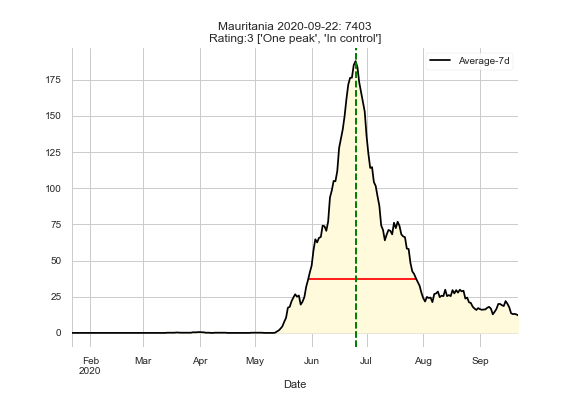 Mauritania 2020-09-22: 7403
Rating:3 ['One peak', 'In control']
Average-7d
175
150
125
100
75
50
25
0
Feb Mar Apr May Jun Jul Aug Sep
2020
Date